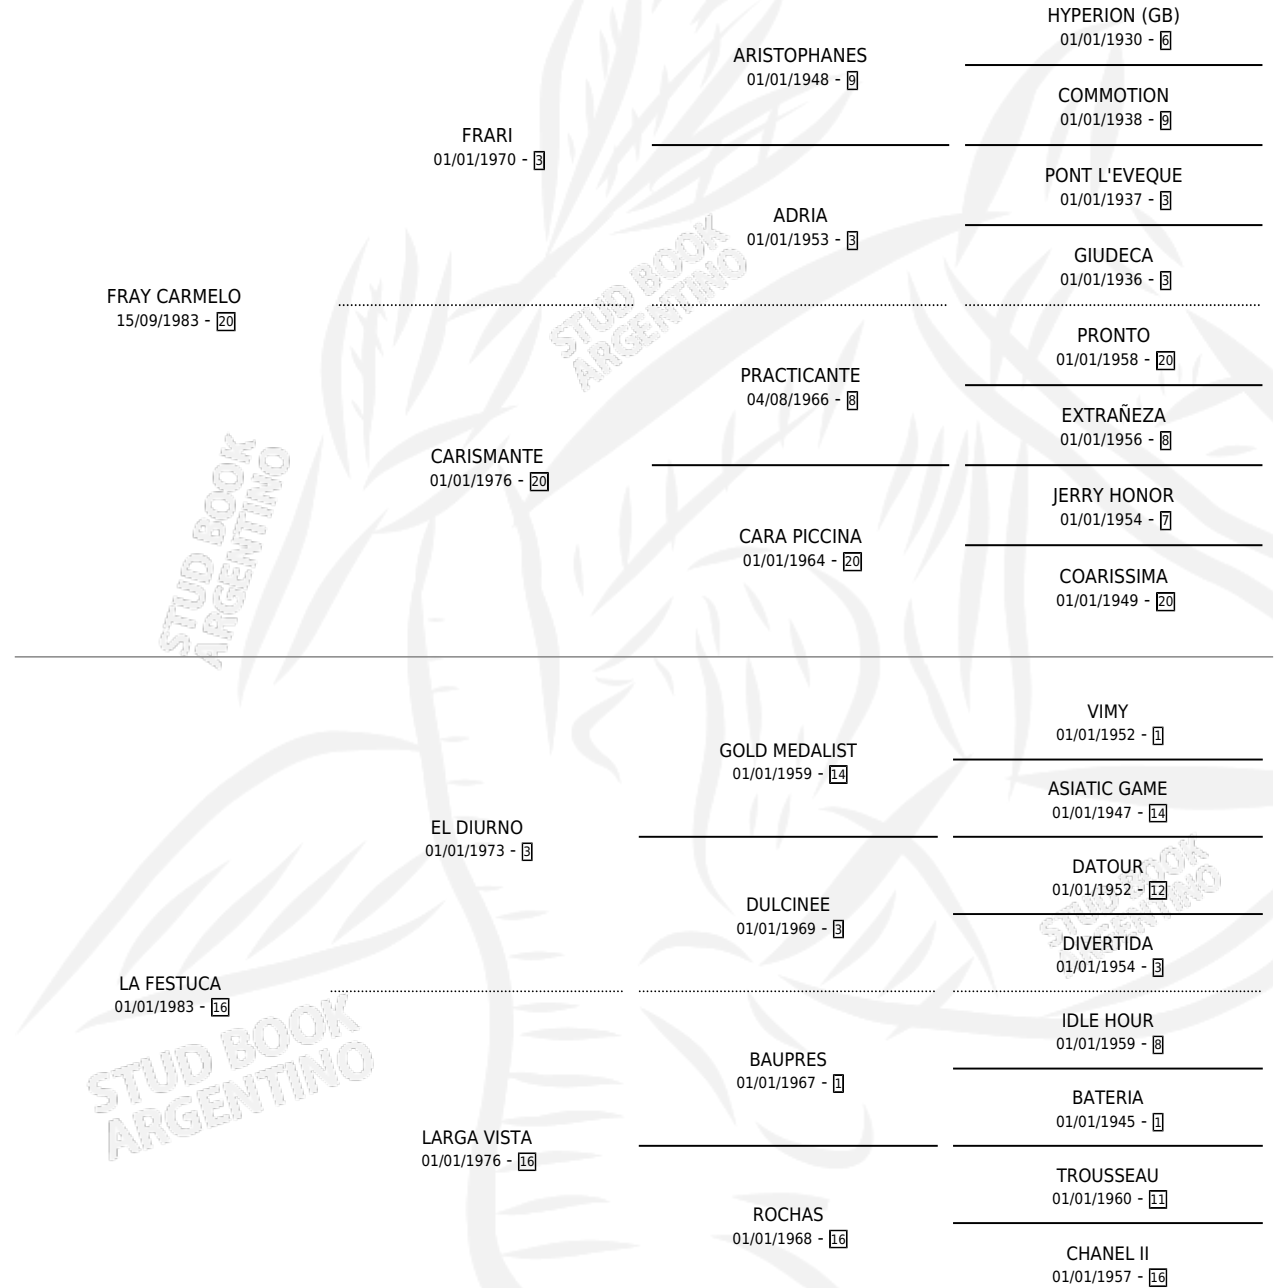 HYPERION (GB)
01/01/1930 - 6
ARISTOPHANES
01/01/1948 - 9
COMMOTION
01/01/1938 - 9
FRARI
01/01/1970 - 3
PONT L'EVEQUE
01/01/1937 - 3
ADRIA
01/01/1953 - 3
GIUDECA
01/01/1936 - 3
FRAY CARMELO
15/09/1983 - 20
PRONTO
01/01/1958 - 20
PRACTICANTE
04/08/1966 - 8
EXTRAÑEZA
01/01/1956 - 8
CARISMANTE
01/01/1976 - 20
JERRY HONOR
01/01/1954 - 7
CARA PICCINA
01/01/1964 - 20
COARISSIMA
01/01/1949 - 20
VIMY
01/01/1952 - 1
GOLD MEDALIST
01/01/1959 - 14
ASIATIC GAME
01/01/1947 - 14
EL DIURNO
01/01/1973 - 3
DATOUR
01/01/1952 - 12
DULCINEE
01/01/1969 - 3
DIVERTIDA
01/01/1954 - 3
LA FESTUCA
01/01/1983 - 16
IDLE HOUR
01/01/1959 - 8
BAUPRES
01/01/1967 - 1
BATERIA
01/01/1945 - 1
LARGA VISTA
01/01/1976 - 16
TROUSSEAU
01/01/1960 - 11
ROCHAS
01/01/1968 - 16
CHANEL II
01/01/1957 - 16
STUD BOOK
ARGENTINO
STUD BOOK
ARGENTINO
STUD BOOK
ARGENTINO
STUD BOOK
ARGENTINO